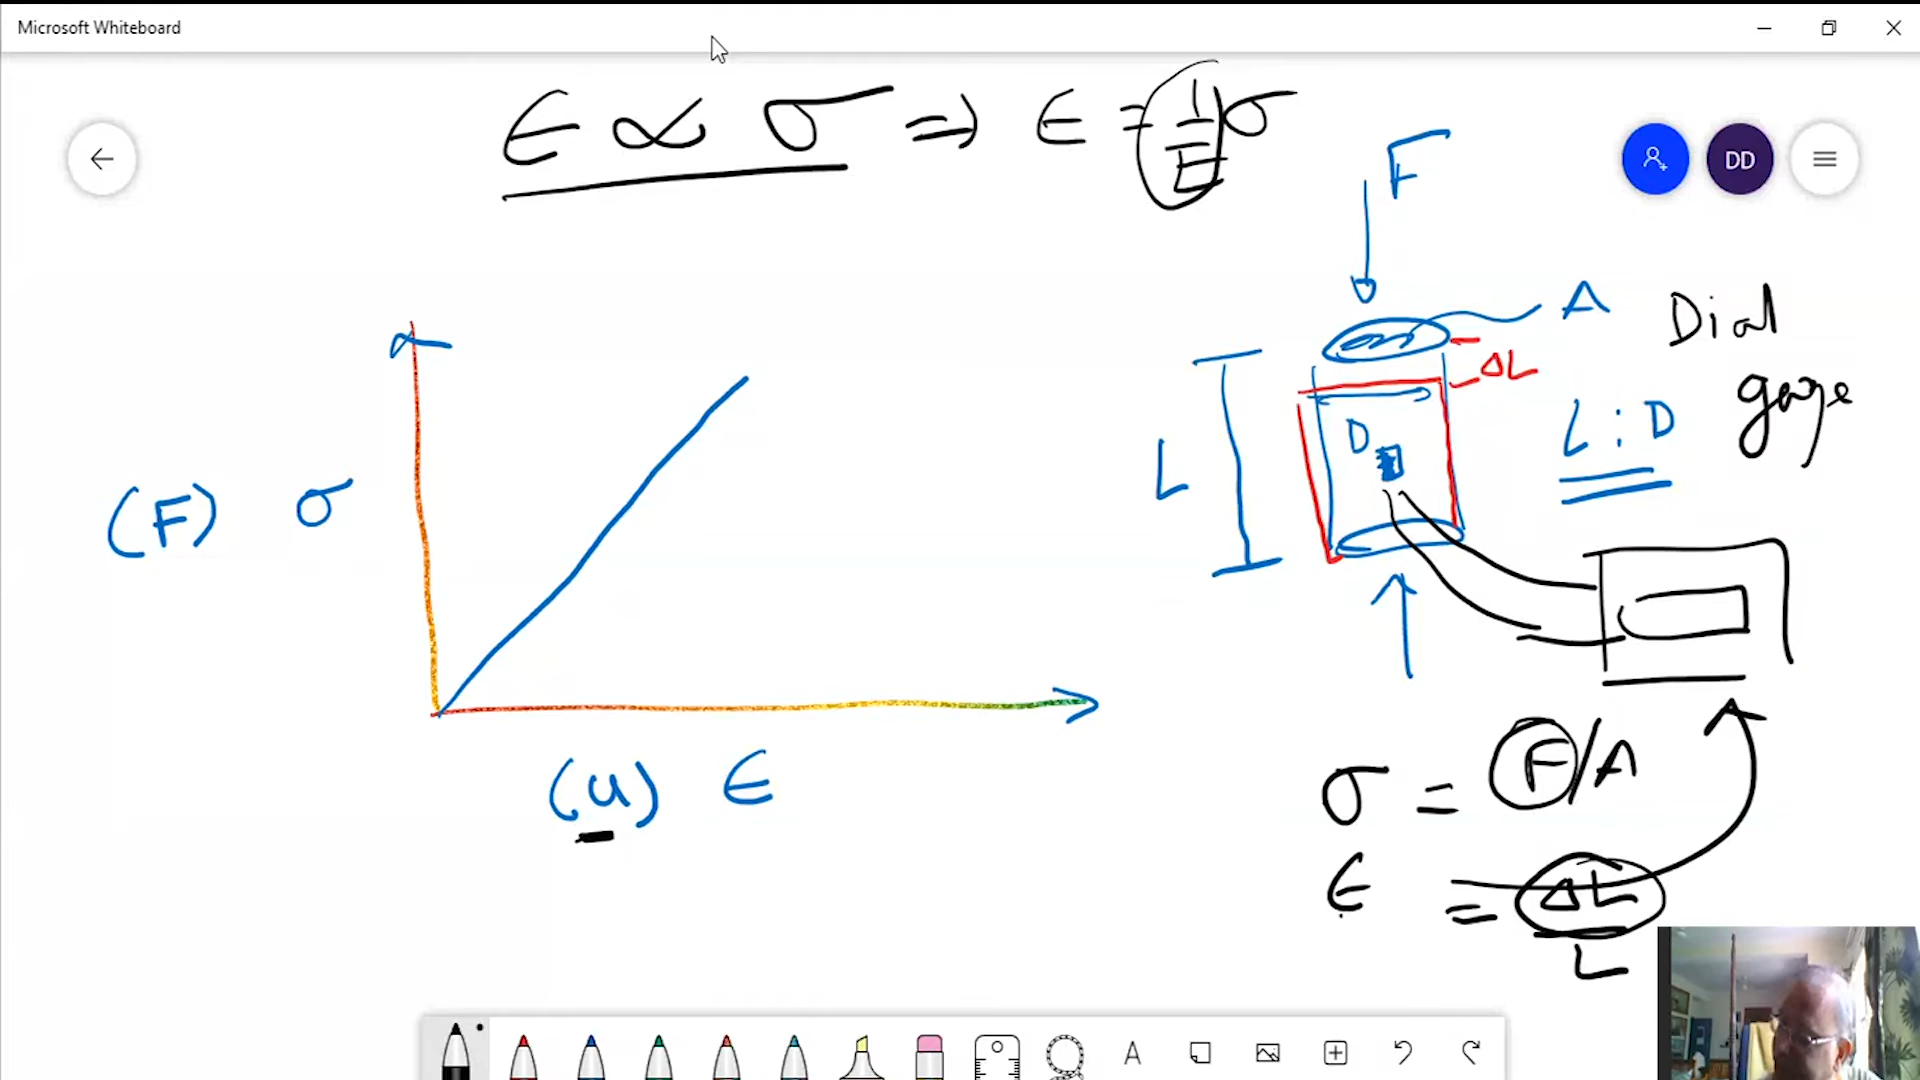 Microsoft Whiteboard
ϵ ∝ σ ⇒ ϵ = 1/E σ
DD
F
A
Dial
gage
ΔL
D
L
L : D
(F) σ
(u) ϵ
σ = F/A
ϵ = ΔL/L
A